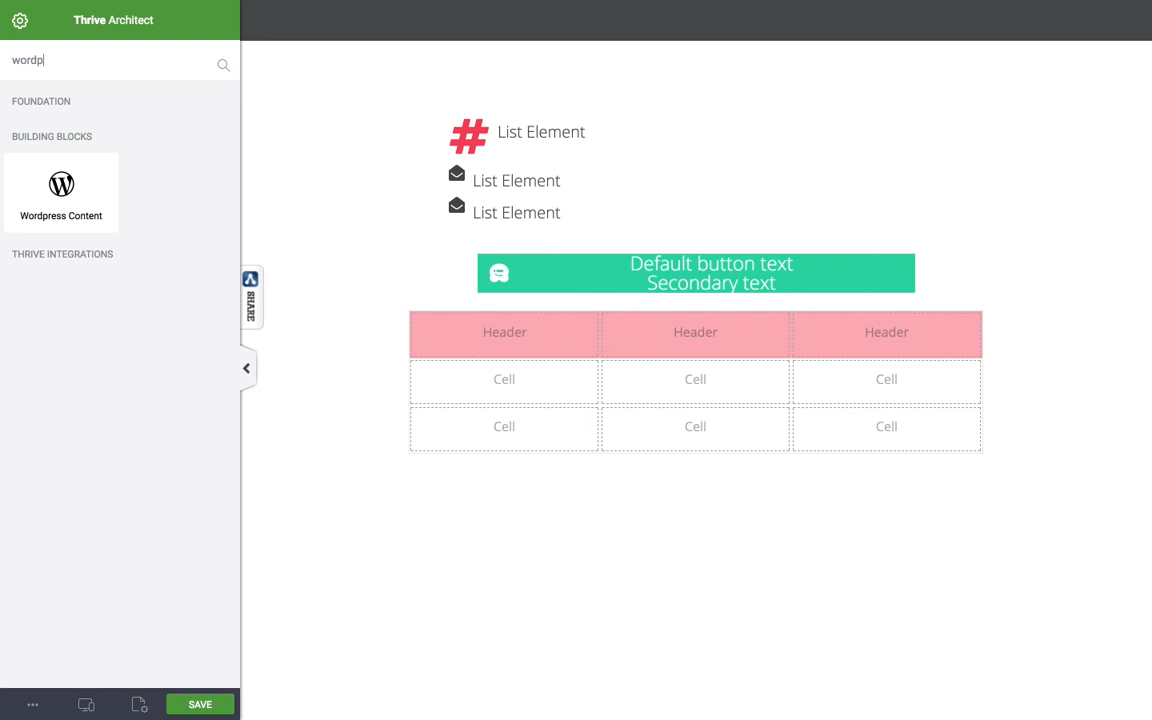 Thrive Architect
wordp
FOUNDATION
BUILDING BLOCKS
Wordpress Content
THRIVE INTEGRATIONS
SAVE
SHARE
# List Element
List Element
List Element
Default button text
Secondary text
Header Header Header
Cell Cell Cell
Cell Cell Cell